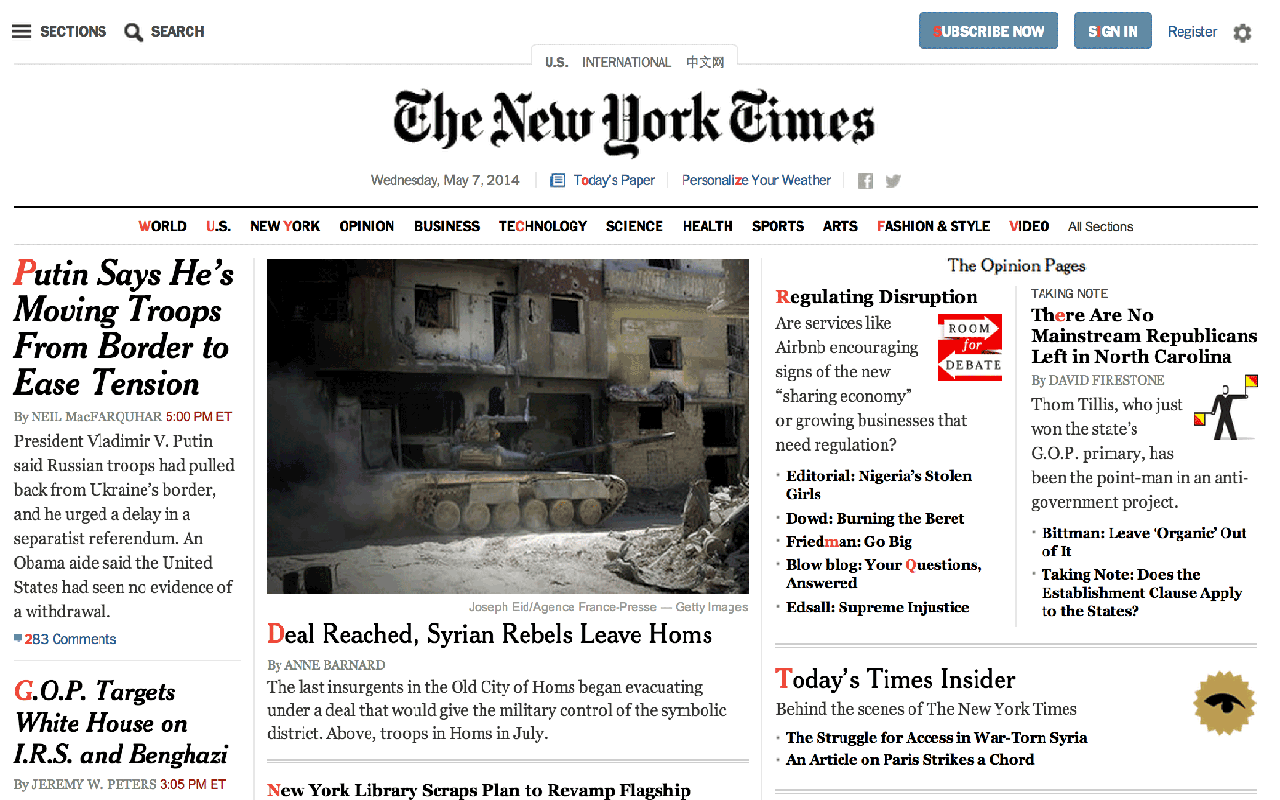 SECTIONS SEARCH SUBSCRIBE NOW SIGN IN Register
U.S. INTERNATIONAL 中文网
The New York Times
Wednesday, May 7, 2014 Today's Paper Personalize Your Weather
WORLD U.S. NEW YORK OPINION BUSINESS TECHNOLOGY SCIENCE HEALTH SPORTS ARTS FASHION & STYLE VIDEO All Sections
Putin Says He's
Moving Troops
From Border to
Ease Tension
By NEIL MacFARQUHAR 5:00 PM ET
President Vladimir V. Putin
said Russian troops had pulled
back from Ukraine's border,
and he urged a delay in a
separatist referendum. An
Obama aide said the United
States had seen no evidence of
a withdrawal.
283 Comments
G.O.P. Targets
White House on
I.R.S. and Benghazi
By JEREMY W. PETERS 3:05 PM ET
Joseph Eid/Agence France-Presse — Getty Images
Deal Reached, Syrian Rebels Leave Homs
By ANNE BARNARD
The last insurgents in the Old City of Homs began evacuating
under a deal that would give the military control of the symbolic
district. Above, troops in Homs in July.
New York Library Scraps Plan to Revamp Flagship
The Opinion Pages
Regulating Disruption
Are services like
Airbnb encouraging
signs of the new
“sharing economy”
or growing businesses that
need regulation?
ROOM
for
DEBATE
• Editorial: Nigeria's Stolen
Girls
• Dowd: Burning the Beret
• Friedman: Go Big
• Blow blog: Your Questions,
Answered
• Edsall: Supreme Injustice
TAKING NOTE
There Are No
Mainstream Republicans
Left in North Carolina
By DAVID FIRESTONE
Thom Tillis, who just
won the state's
G.O.P. primary, has
been the point-man in an anti-
government project.
• Bittman: Leave ‘Organic’ Out
of It
• Taking Note: Does the
Establishment Clause Apply
to the States?
Today's Times Insider
Behind the scenes of The New York Times
• The Struggle for Access in War-Torn Syria
• An Article on Paris Strikes a Chord